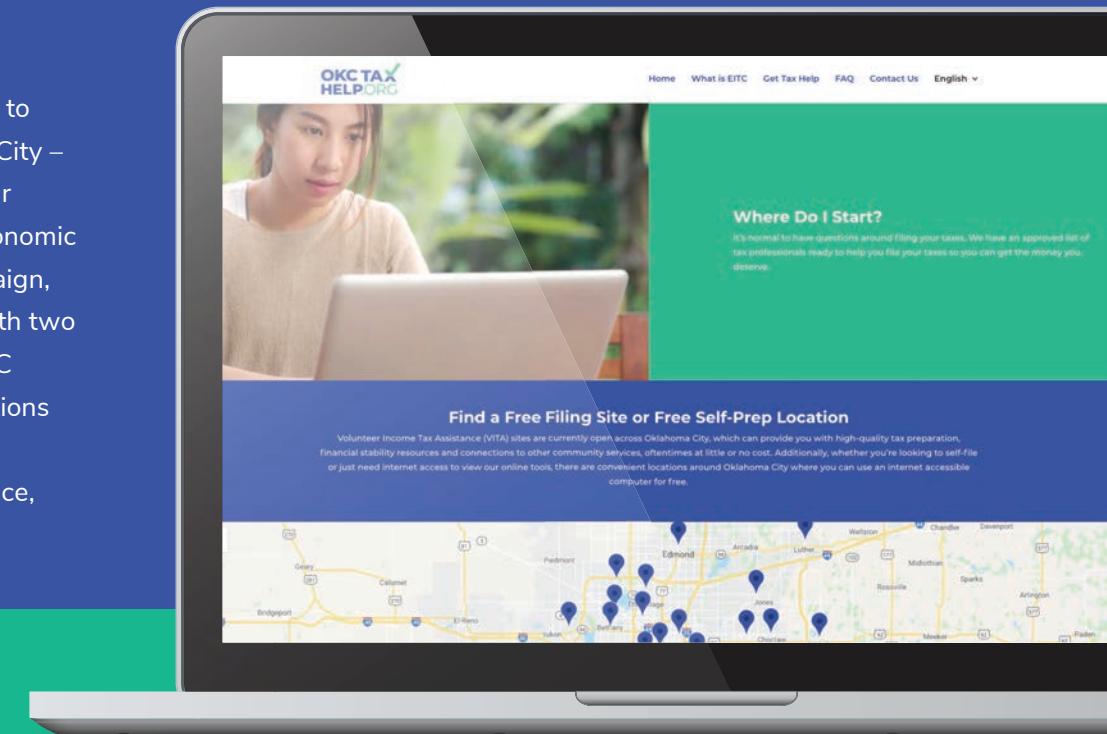 to
City –
r
onomic
aign,
th two
C
tions
ce,
OKC TAX
HELP.ORG
Home What is EITC Get Tax Help FAQ Contact Us English
Where Do I Start?
It's normal to have questions around filing your taxes. We have an approved list of
tax professionals ready to help you file your taxes so you can get the money you
deserve.
Find a Free Filing Site or Free Self-Prep Location
Volunteer Income Tax Assistance (VITA) sites are currently open across Oklahoma City, which can provide you with high-quality tax preparation,
financial stability resources and connections to other community services, oftentimes at little or no cost. Additionally, whether you're looking to self-file
or just need internet access to view our online tools, there are convenient locations around Oklahoma City where you can use an internet accessible
computer for free.
Wellston Chandler Davenport
Piedmont Edmond Arcadia Luther
Geary Calumet Midlothian
Rossville Sparks
Arlington
Jones
Bridgeport El Reno
Yukon Bethany Choctaw Meeker Paden